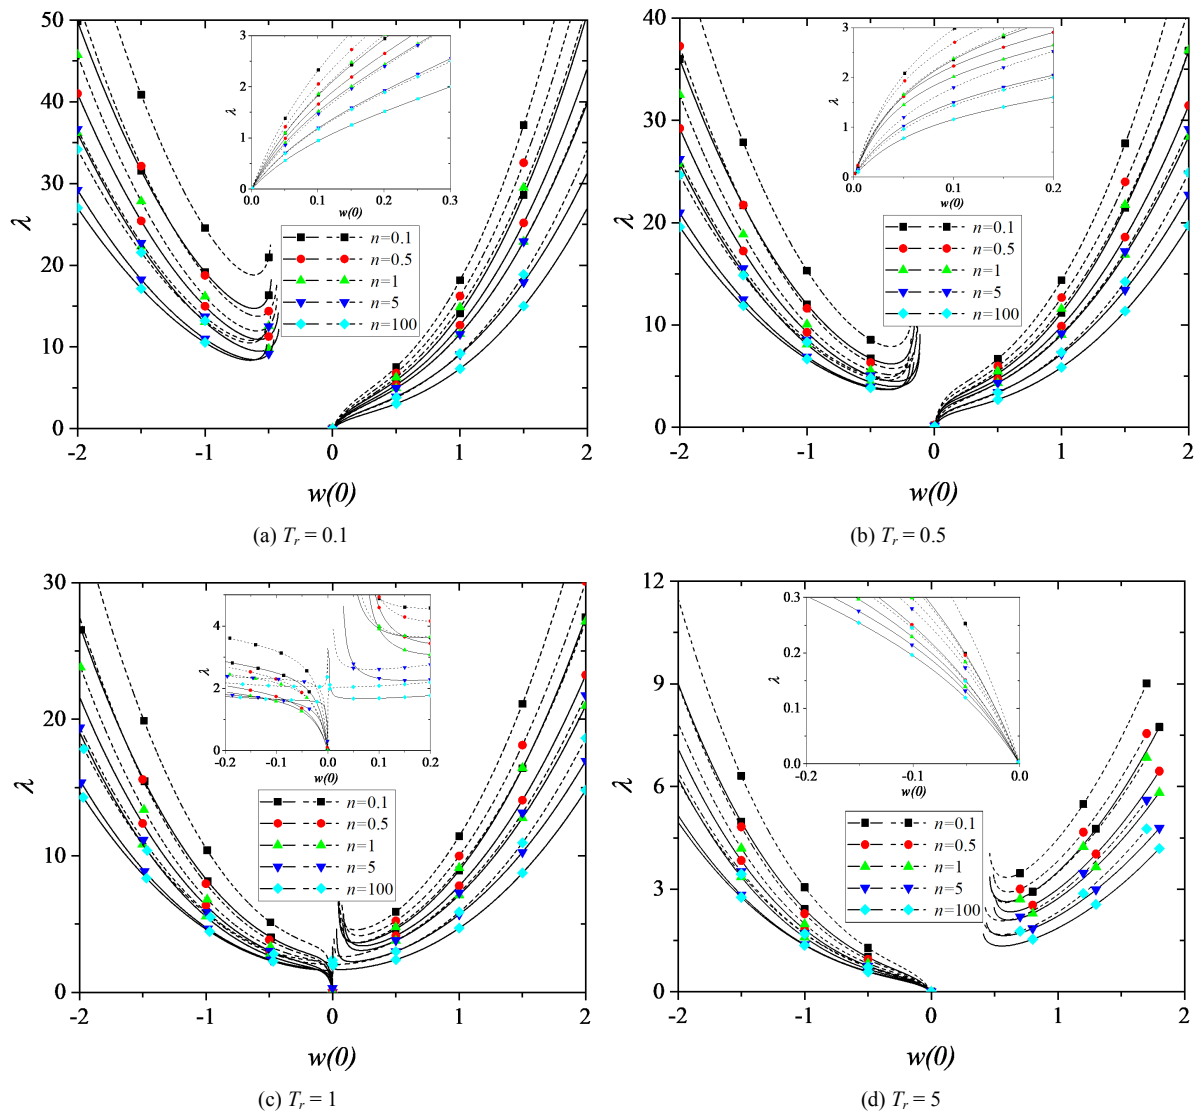 50
40
30
20
10
0
λ
-2 -1 0 1 2
w(0)
3
2
1
0
λ
0.0 0.1 0.2 0.3
w(0)
n=0.1
n=0.5
n=1
n=5
n=100
(a) Tr = 0.1
40
30
20
10
0
λ
-2 -1 0 1 2
w(0)
3
2
1
0
λ
0.0 0.1 0.2
w(0)
n=0.1
n=0.5
n=1
n=5
n=100
(b) Tr = 0.5
30
20
10
0
λ
-2 -1 0 1 2
w(0)
4
2
0
λ
-0.2 -0.1 0.0 0.1 0.2
w(0)
n=0.1
n=0.5
n=1
n=5
n=100
(c) Tr = 1
12
9
6
3
0
λ
-2 -1 0 1 2
w(0)
0.3
0.2
0.1
0.0
λ
-0.2 -0.1 0.0
w(0)
n=0.1
n=0.5
n=1
n=5
n=100
(d) Tr = 5